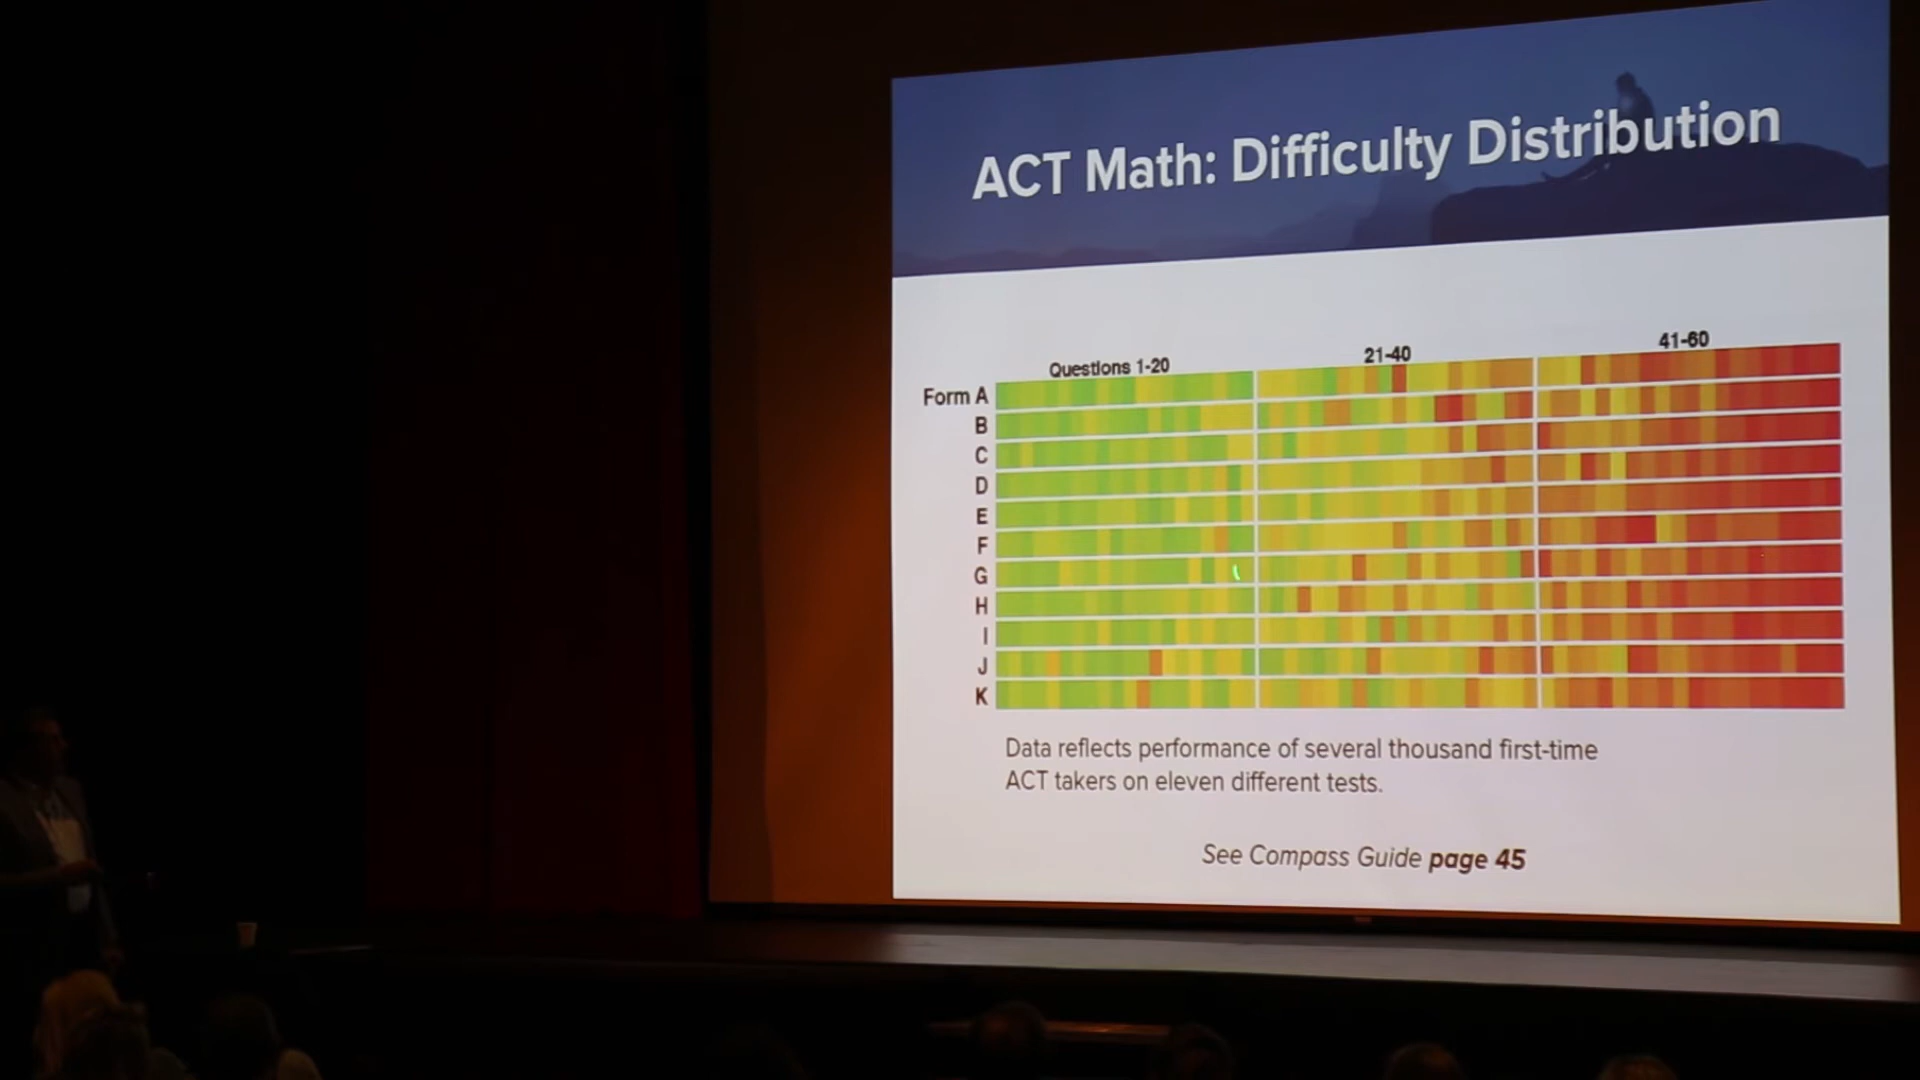 ACT Math: Difficulty Distribution
Questions 1-20 21-40 41-60
Form A
B
C
D
E
F
G
H
I
J
K
Data reflects performance of several thousand first-time
ACT takers on eleven different tests.
See Compass Guide page 45